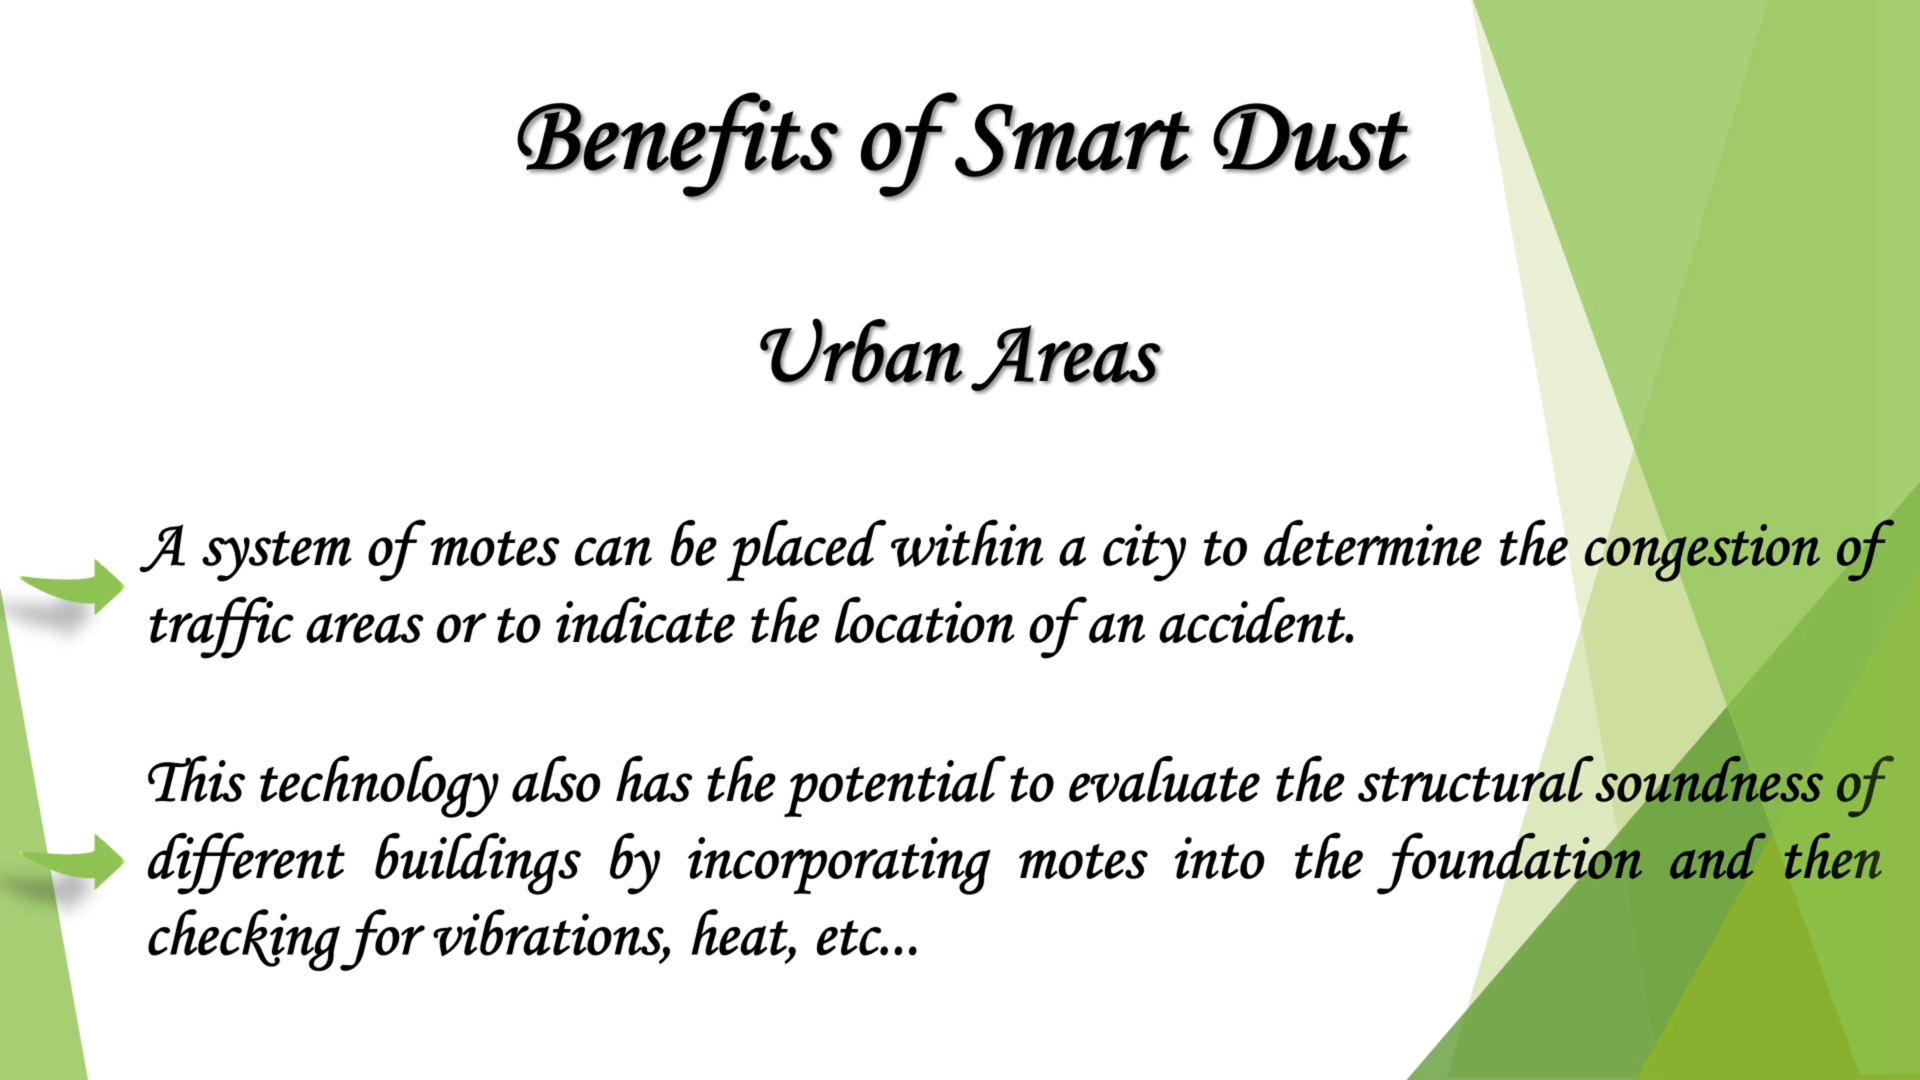 Benefits of Smart Dust
Urban Areas
A system of motes can be placed within a city to determine the congestion of
traffic areas or to indicate the location of an accident.
This technology also has the potential to evaluate the structural soundness of
different buildings by incorporating motes into the foundation and then
checking for vibrations, heat, etc...